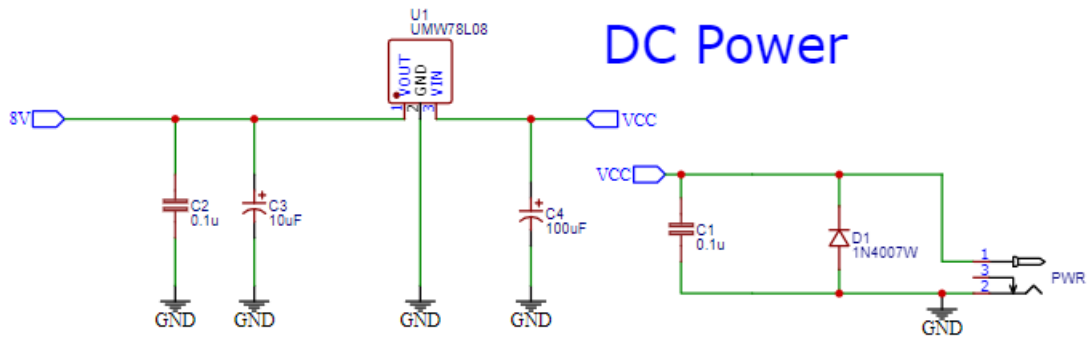 DC Power
U1
UMW78L08
VOUT
GND
VIN
1
2
3
8V
VCC
C2
0.1u
C3
10uF
C4
100uF
GND
GND
GND
GND
VCC
C1
0.1u
D1
1N4007W
1
3
2
PWR
GND